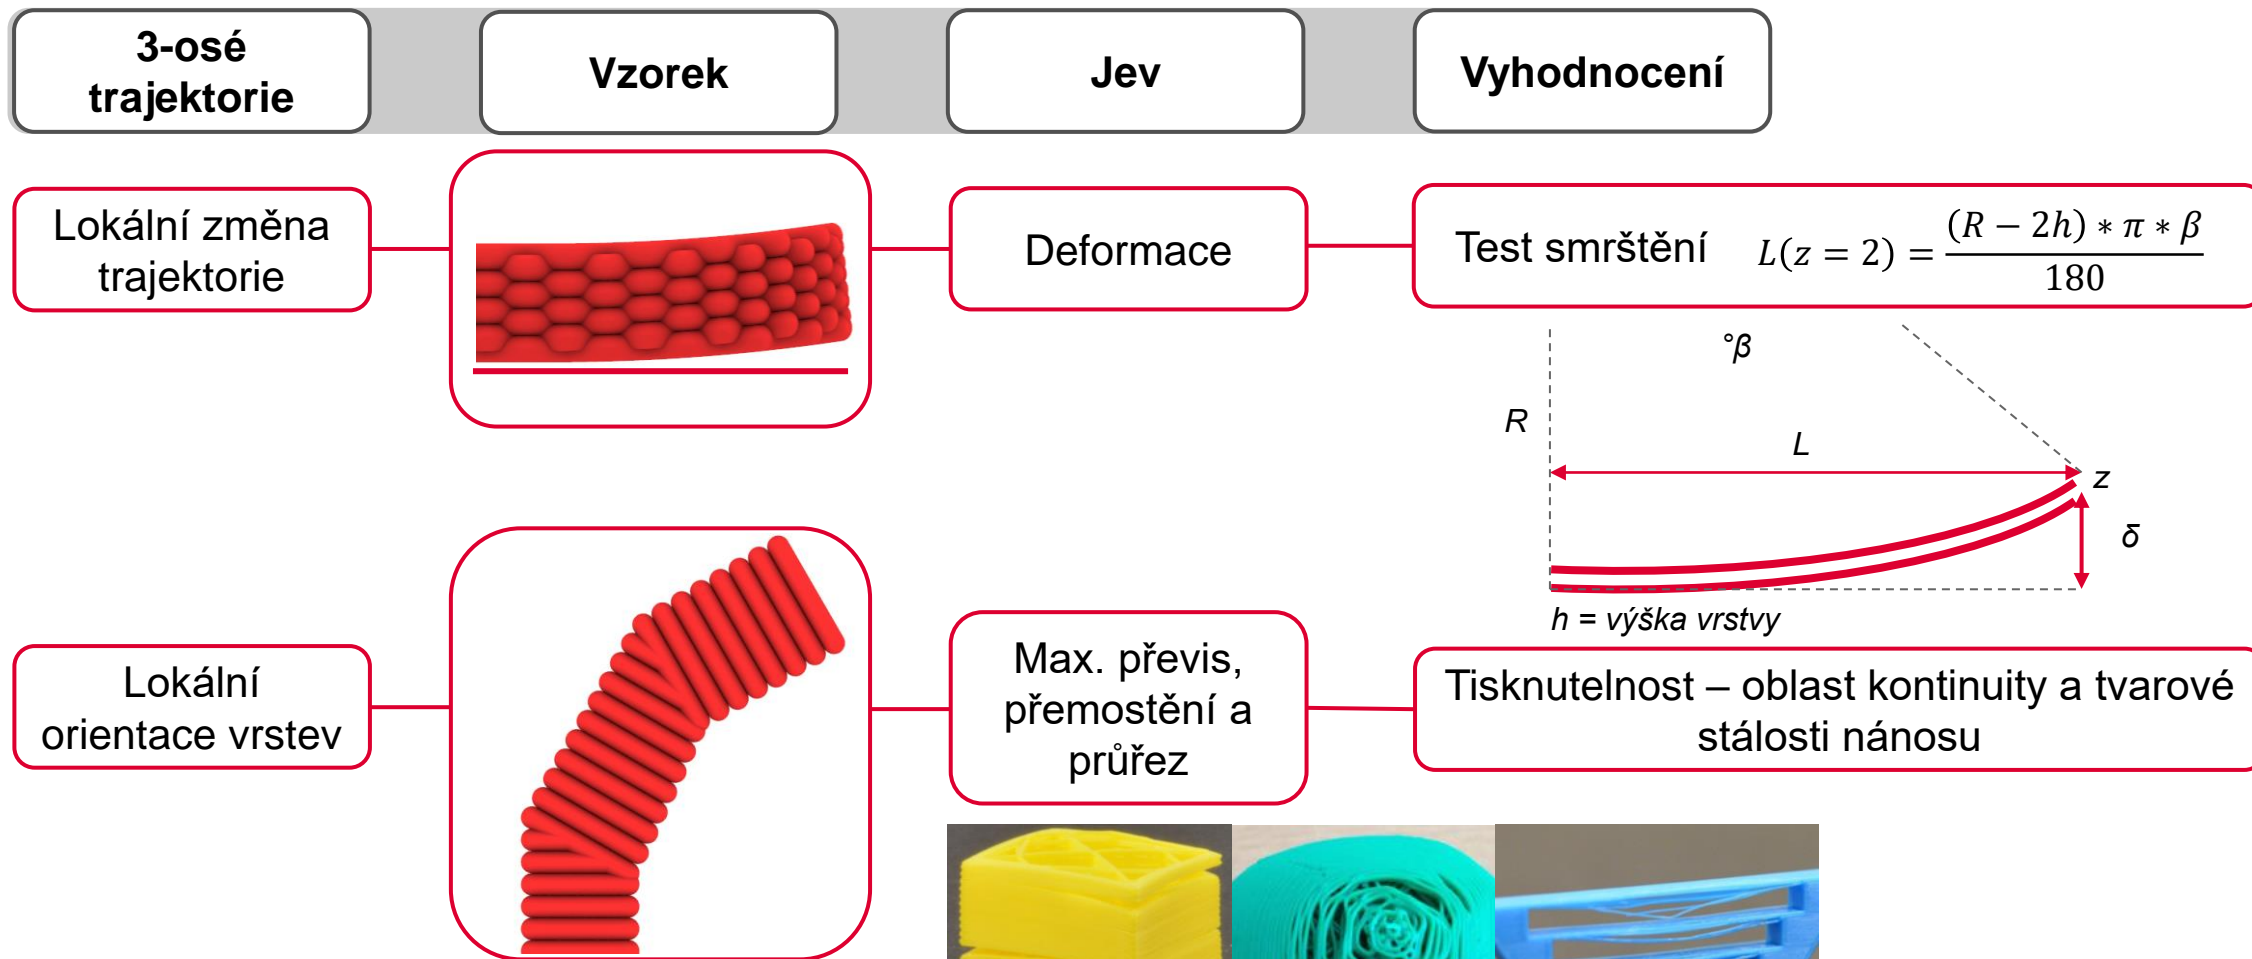 3-osé
trajektorie
Vzorek
Jev
Vyhodnocení
Lokální změna
trajektorie
Deformace
Test smrštění
L(z = 2) = \frac{(R − 2h) ∗ π ∗ β}{180}
°β
R
L
z
δ
h = výška vrstvy
Lokální
orientace vrstev
Max. převis,
přemostění a
průřez
Tisknutelnost – oblast kontinuity a tvarové
stálosti nánosu